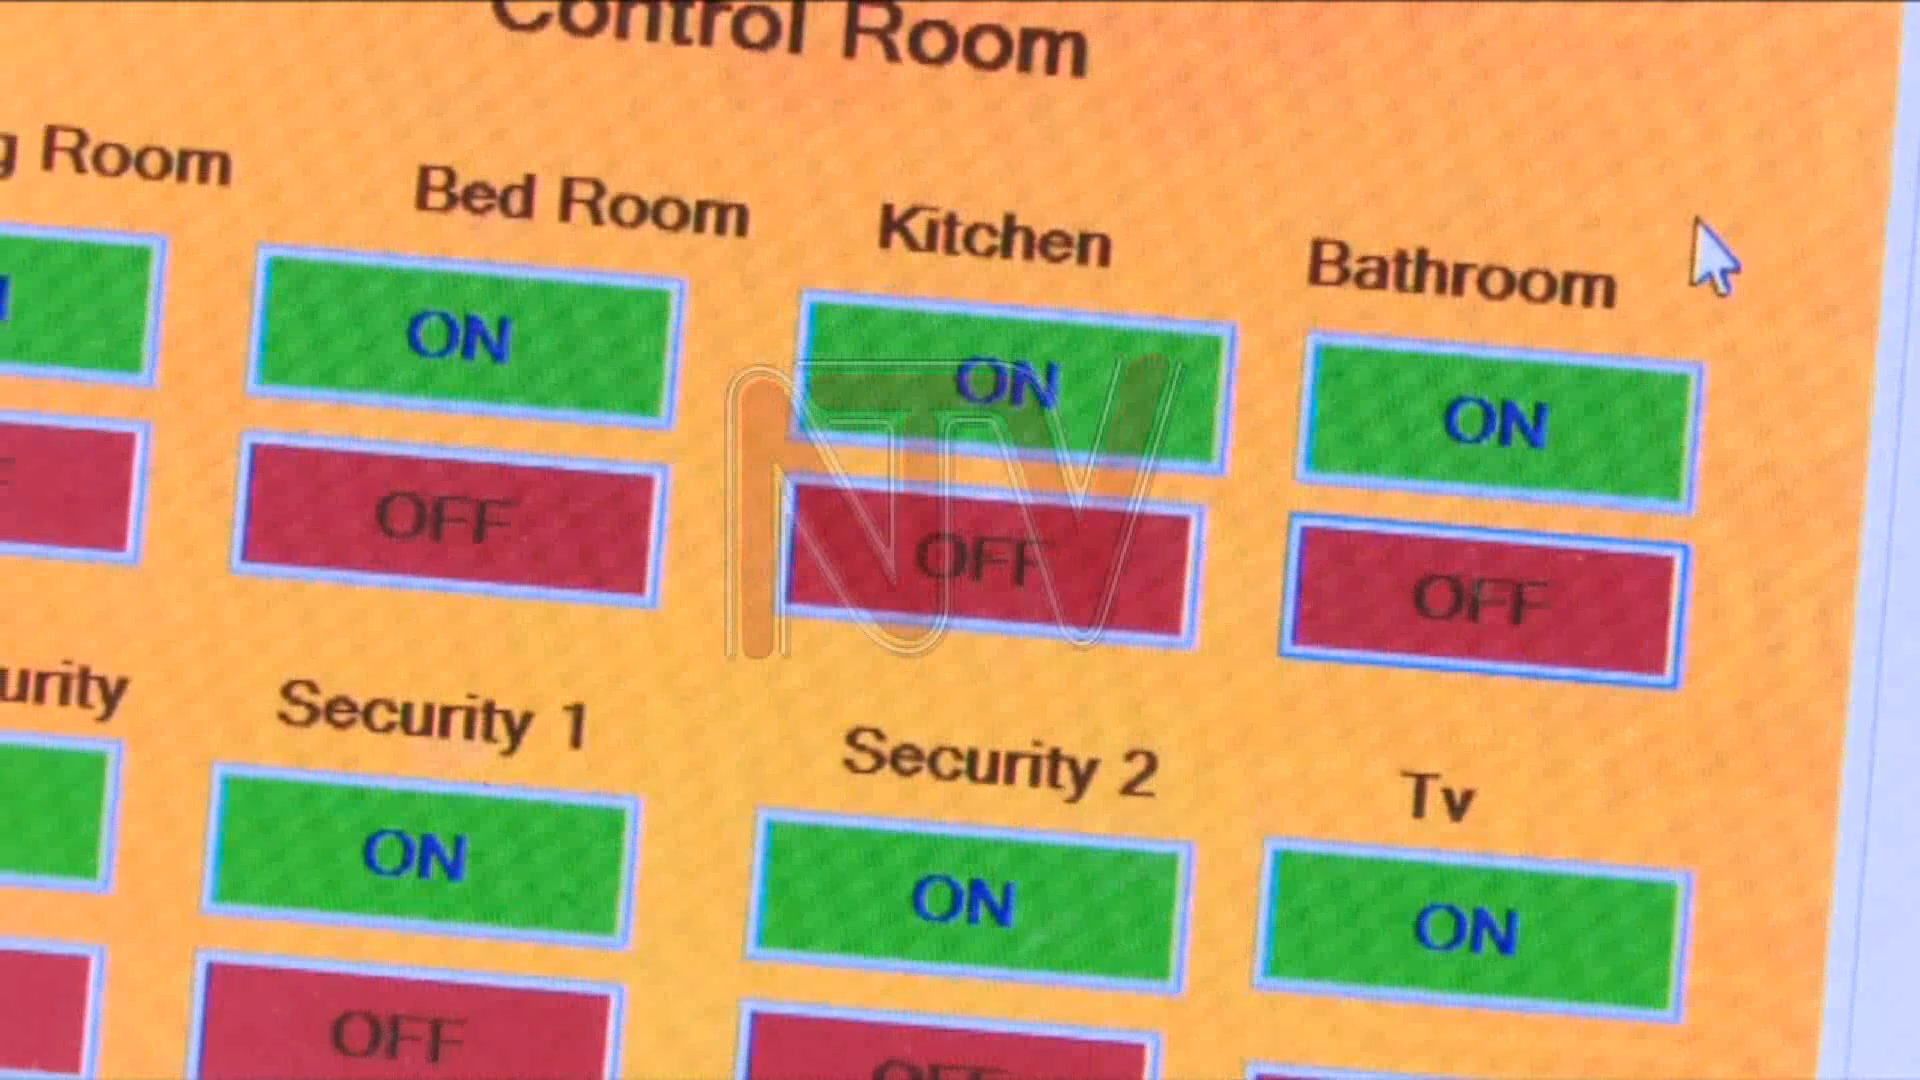 Control Room
Room
Bed Room
Kitchen
Bathroom
ON
ON
ON
OFF
OFF
OFF
NTV
Security 1
Security 2
Tv
ON
ON
ON
OFF
OFF